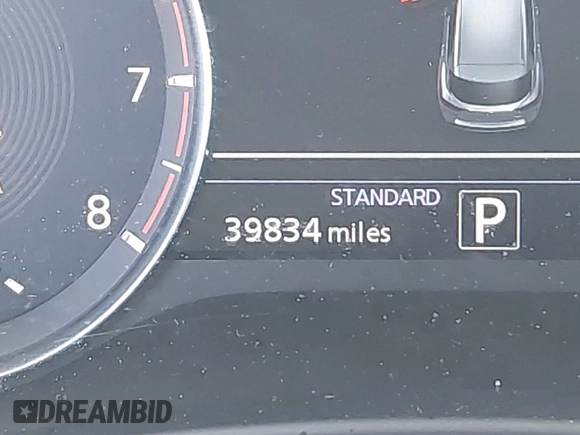 7
STANDARD
8
39834 miles
P
DREAMBID